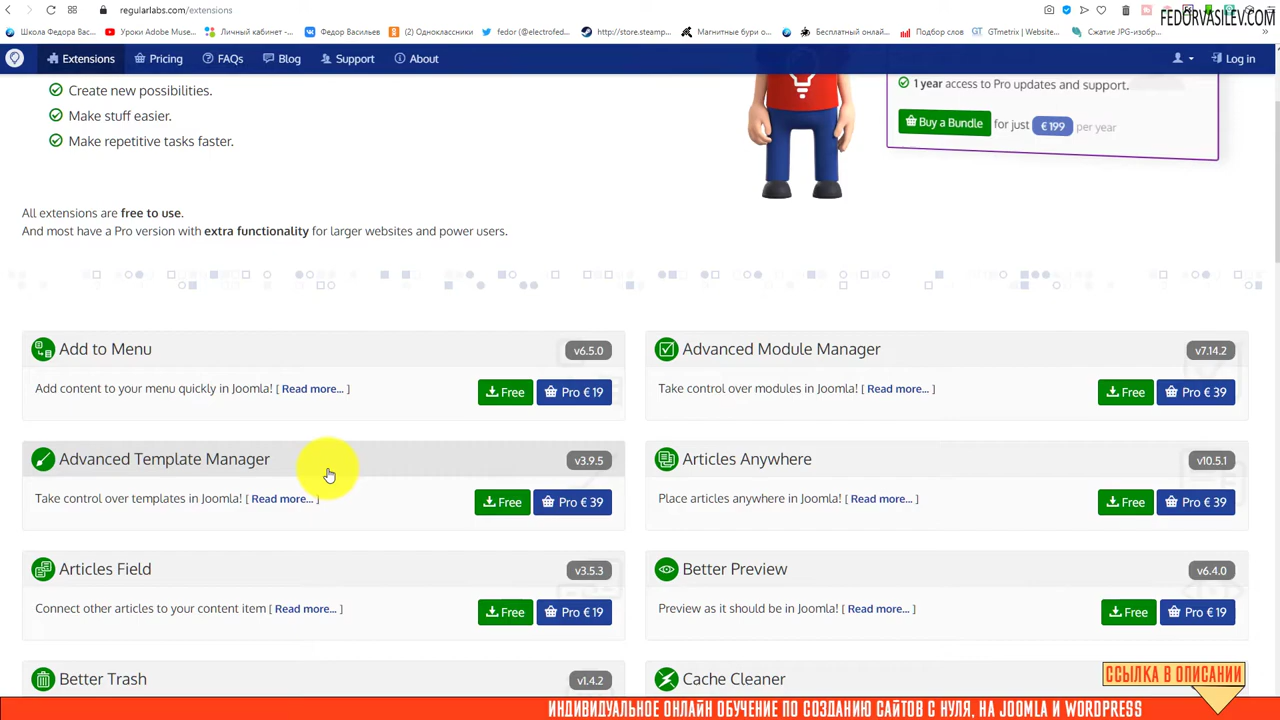 regularlabs.com/extensions
FEDORVASILEV.COM
Школа Федора Васил...
Уроки Adobe Muse...
Личный кабинет -...
Федор Васильев
(2) Одноклассники
fedor (@electrofed...
http://store.steamp...
Магнитные бури о...
Бесплатный онлай...
Подбор слов
GTmetrix | Website...
Сжатие JPG-изобр...
Extensions
Pricing
FAQs
Blog
Support
About
Log in
Create new possibilities.
Make stuff easier.
Make repetitive tasks faster.
1 year access to Pro updates and support.
Buy a Bundle for just € 199 per year
All extensions are free to use.
And most have a Pro version with extra functionality for larger websites and power users.
Add to Menu v6.5.0
Add content to your menu quickly in Joomla! [ Read more... ] Free Pro € 19
Advanced Module Manager v7.14.2
Take control over modules in Joomla! [ Read more... ] Free Pro € 39
Advanced Template Manager v3.9.5
Take control over templates in Joomla! [ Read more... ] Free Pro € 39
Articles Anywhere v10.5.1
Place articles anywhere in Joomla! [ Read more... ] Free Pro € 39
Articles Field v3.5.3
Connect other articles to your content item [ Read more... ] Free Pro € 19
Better Preview v6.4.0
Preview as it should be in Joomla! [ Read more... ] Free Pro € 19
Better Trash v1.4.2
Cache Cleaner
ССЫЛКА В ОПИСАНИИ
ИНДИВИДУАЛЬНОЕ ОНЛАЙН ОБУЧЕНИЕ ПО СОЗДАНИЮ САЙТОВ С НУЛЯ, НА JOOMLA И WORDPRESS